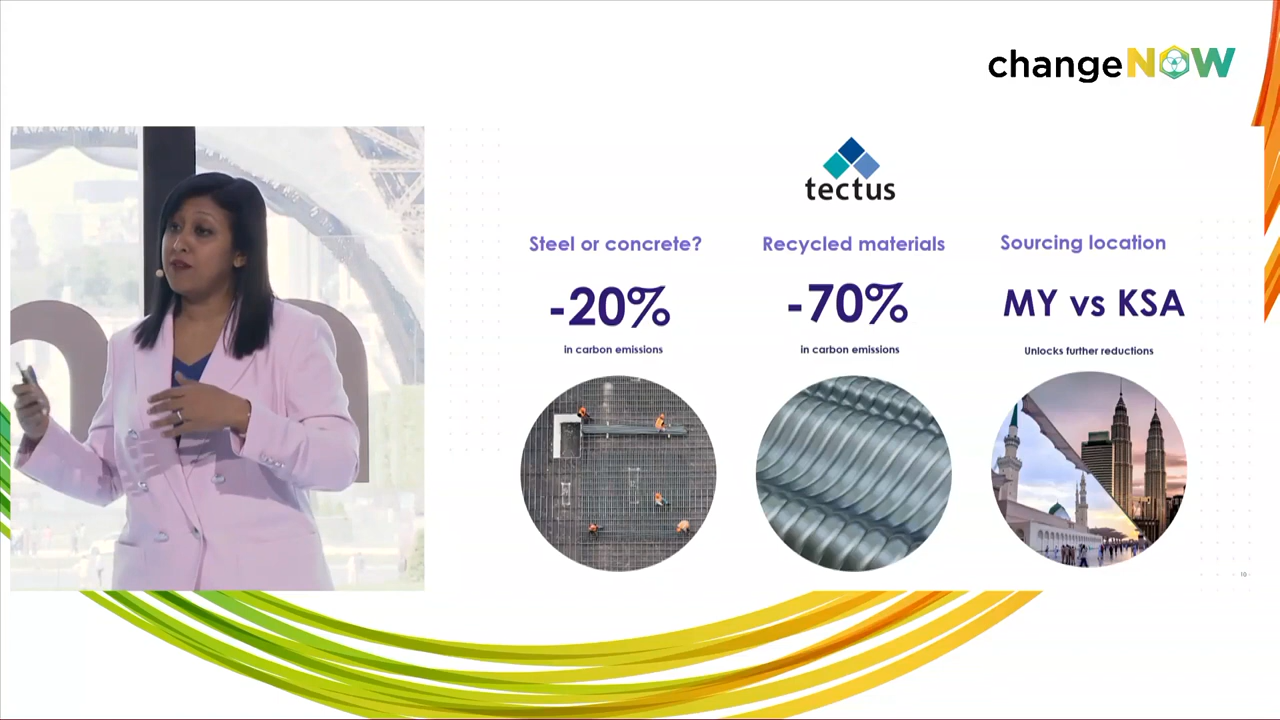 changeNOW
tectus
Steel or concrete?
-20%
in carbon emissions
Recycled materials
-70%
in carbon emissions
Sourcing location
MY vs KSA
Unlocks further reductions
10